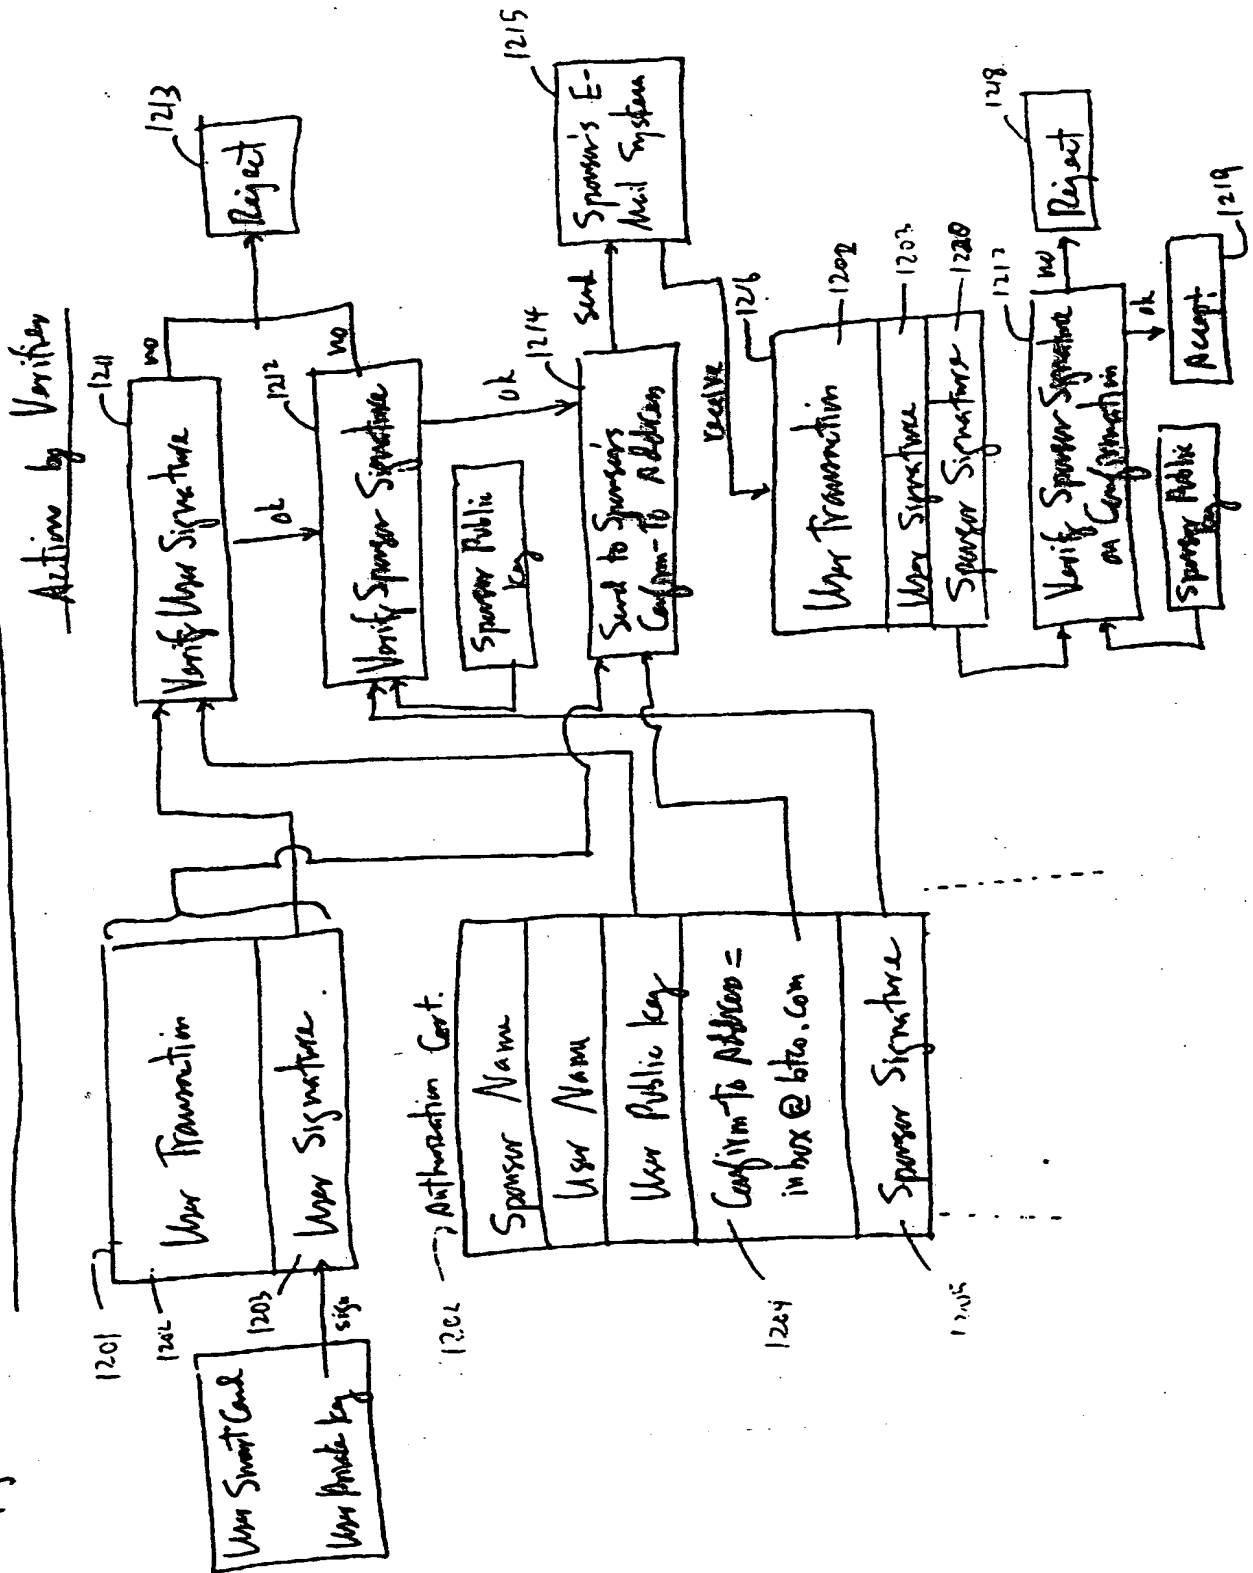 Action by Verifier
1201
1202
1203
User Transaction
User Signature
User Smart Card
User Private Key
sign
Authorization Cert.
Sponsor Name
User Name
User Public Key
Confirm-To Address =
inbox@btco.com
Sponsor Signature
1204
1211
Verify User Signature
no
ok
1212
Verify Sponsor Signature
no
ok
1213
Reject
Sponsor Public
Key
1214
Send to Sponsor's
Confirm-To Address
send
1215
Sponsor's E-
Mail System
receive
1216
User Transaction
1202
User Signature
1203
Sponsor Signature
1220
1217
Verify Sponsor Signature
on Confirmation
no
1218
Reject
ok
Accept
1219
Sponsor Public
Key